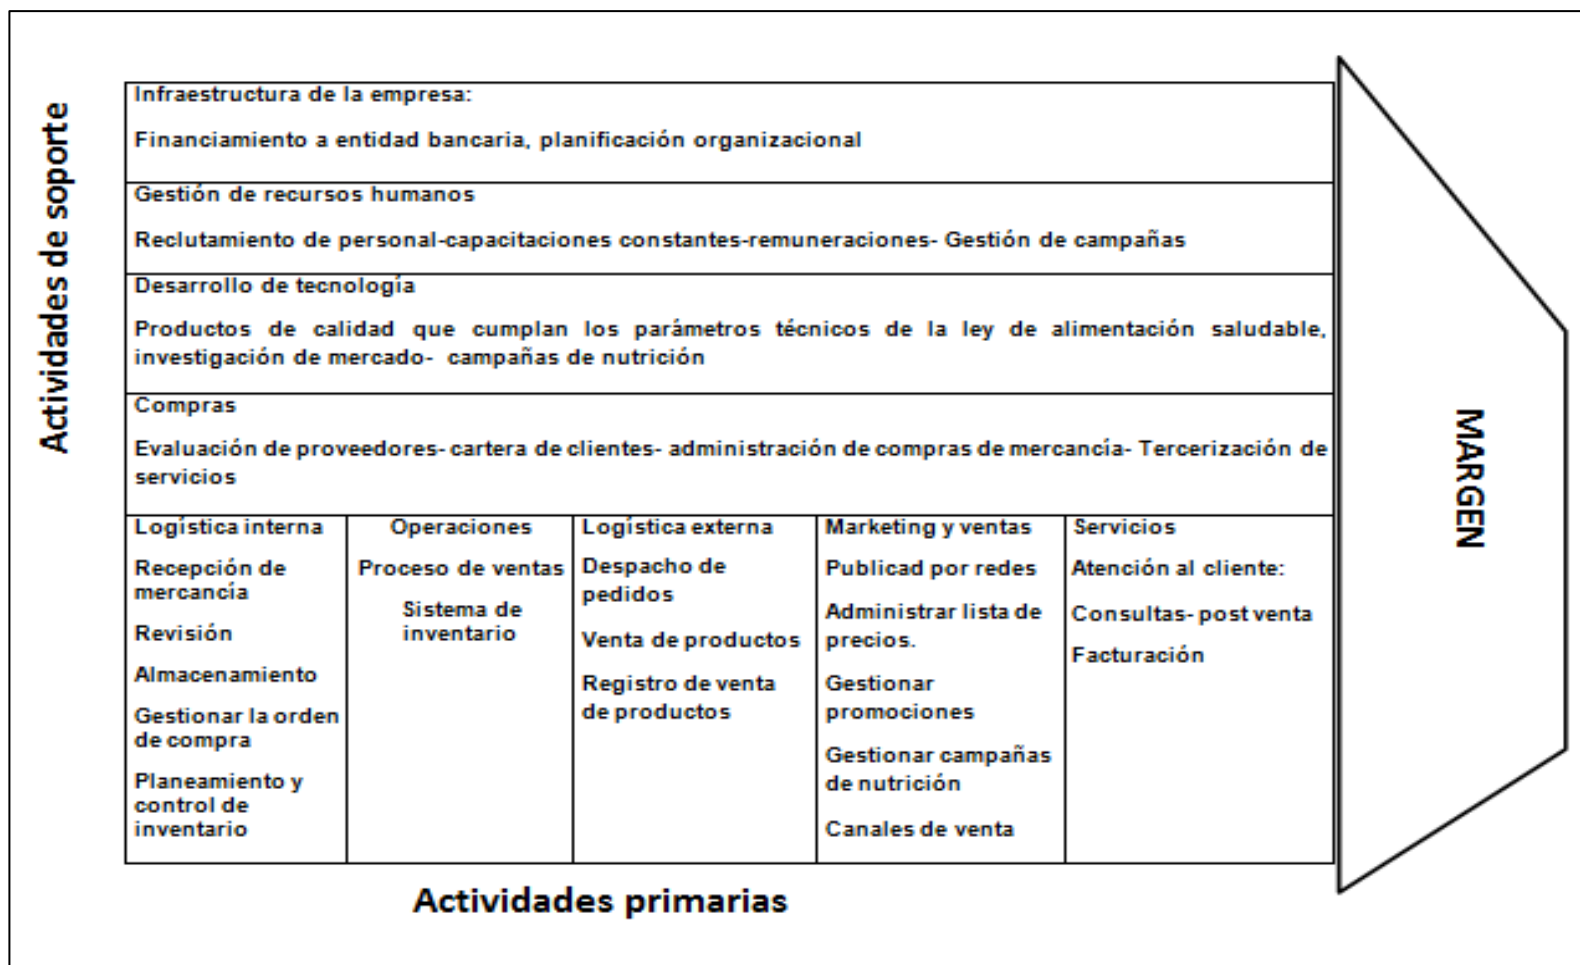 Actividades de soporte
Infraestructura de la empresa:
Financiamiento a entidad bancaria, planificación organizacional
Gestión de recursos humanos
Reclutamiento de personal-capacitaciones constantes-remuneraciones- Gestión de campañas
Desarrollo de tecnología
Productos de calidad que cumplan los parámetros técnicos de la ley de alimentación saludable,
investigación de mercado- campañas de nutrición
Compras
Evaluación de proveedores- cartera de clientes- administración de compras de mercancía- Tercerización de
servicios
Logística interna
Recepción de
mercancía
Revisión
Almacenamiento
Gestionar la orden
de compra
Planeamiento y
control de
inventario
Operaciones
Proceso de ventas
Sistema de
inventario
Logística externa
Despacho de
pedidos
Venta de productos
Registro de venta
de productos
Marketing y ventas
Publicad por redes
Administrar lista de
precios.
Gestionar
promociones
Gestionar campañas
de nutrición
Canales de venta
Servicios
Atención al cliente:
Consultas- post venta
Facturación
MARGEN
Actividades primarias